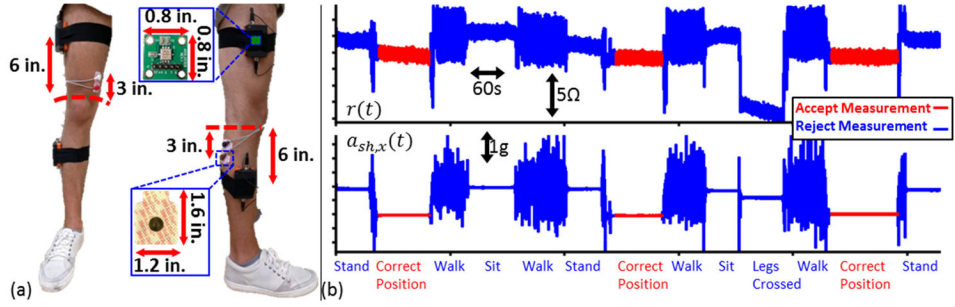 (a)
6 in.
3 in.
0.8 in.
0.8 in.
3 in.
6 in.
1.6 in.
1.2 in.
(b)
r(t)
60s
5Ω
Accept Measurement
Reject Measurement
a_sh,x(t)
1g
Stand
Correct Position
Walk
Sit
Walk
Stand
Correct Position
Walk
Sit
Legs Crossed
Walk
Correct Position
Stand